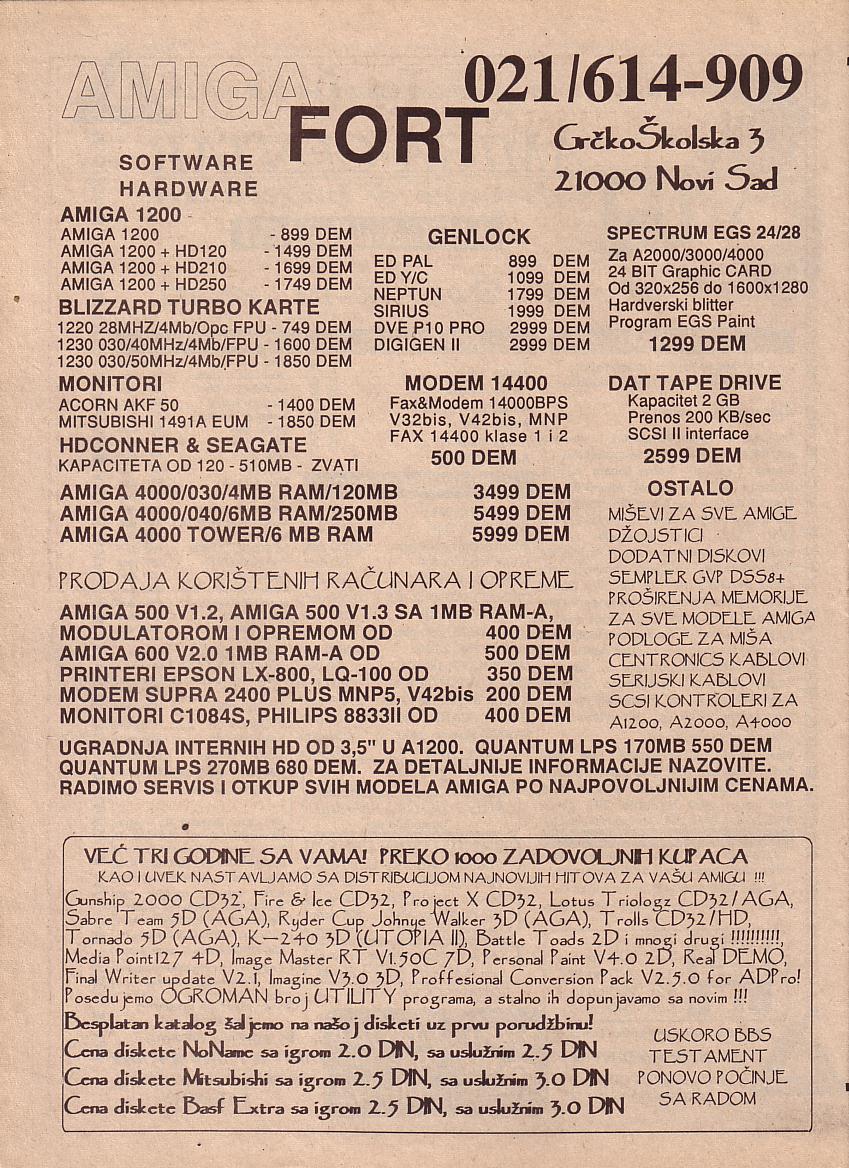 AMIGA
FORT
021/614-909
GrčkoŠkolska 3
21000 Novi Sad
SOFTWARE
HARDWARE
AMIGA 1200
AMIGA 1200 - 899 DEM
AMIGA 1200 + HD120 - 1499 DEM
AMIGA 1200 + HD210 - 1699 DEM
AMIGA 1200 + HD250 - 1749 DEM
BLIZZARD TURBO KARTE
1220 28MHZ/4Mb/Opc FPU - 749 DEM
1230 030/40MHz/4Mb/FPU - 1600 DEM
1230 030/50MHz/4Mb/FPU - 1850 DEM
MONITORI
ACORN AKF 50 - 1400 DEM
MITSUBISHI 1491A EUM - 1850 DEM
HDCONNER & SEAGATE
KAPACITETA OD 120 - 510MB - ZVATI
GENLOCK
ED PAL 899 DEM
ED Y/C 1099 DEM
NEPTUN 1799 DEM
SIRIUS 1999 DEM
DVE P10 PRO 2999 DEM
DIGIGEN II 2999 DEM
MODEM 14400
Fax&Modem 14000BPS
V32bis, V42bis, MNP
FAX 14400 klase 1 i 2
500 DEM
SPECTRUM EGS 24/28
Za A2000/3000/4000
24 BIT Graphic CARD
Od 320x256 do 1600x1280
Hardverski blitter
Program EGS Paint
1299 DEM
DAT TAPE DRIVE
Kapacitet 2 GB
Prenos 200 KB/sec
SCSI II interface
2599 DEM
AMIGA 4000/030/4MB RAM/120MB 3499 DEM
AMIGA 4000/040/6MB RAM/250MB 5499 DEM
AMIGA 4000 TOWER/6 MB RAM 5999 DEM
PRODAJA KORIŠTENIH RAČUNARA I OPREME
AMIGA 500 V1.2, AMIGA 500 V1.3 SA 1MB RAM-A,
MODULATOROM I OPREMOM OD 400 DEM
AMIGA 600 V2.0 1MB RAM-A OD 500 DEM
PRINTERI EPSON LX-800, LQ-100 OD 350 DEM
MODEM SUPRA 2400 PLUS MNP5, V42bis 200 DEM
MONITORI C1084S, PHILIPS 8833II OD 400 DEM
OSTALO
MIŠEVI ZA SVE AMIGE
DŽOJSTICI
DODATNI DISKOVI
SEMPLER GVP DSS8+
PROŠIRENJA MEMORIJE
ZA SVE MODELE AMIGA
PODLOGE ZA MIŠA
CENTRONICS KABLOVI
SERIJSKI KABLOVI
SCSI KONTROLERI ZA
A1200, A2000, A4000
UGRADNJA INTERNIH HD OD 3,5" U A1200. QUANTUM LPS 170MB 550 DEM
QUANTUM LPS 270MB 680 DEM. ZA DETALJNIJE INFORMACIJE NAZOVITE.
RADIMO SERVIS I OTKUP SVIH MODELA AMIGA PO NAJPOVOLJNIJIM CENAMA.
VEĆ TRI GODINE SA VAMA! PREKO 1000 ZADOVOLJNIH KUPACA
KAO I UVEK NASTAVLJAMO SA DISTRIBUCIJOM NAJNOVIJIH HITOVA ZA VAŠU AMIGU !!!
Gunship 2000 CD32, Fire & Ice CD32, Project X CD32, Lotus Triologz CD32/AGA,
Sabre Team 5D (AGA), Ryder Cup Johnye Walker 3D (AGA), Trolls CD32/HD,
Tornado 5D (AGA), K-240 3D (UTOPIA II), Battle Toads 2D i mnogi drugi !!!!!!!!!!,
Media Point127 4D, Image Master RT V1.50C 7D, Personal Paint V4.0 2D, Real DEMO,
Final Writer update V2.1, Imagine V3.0 3D, Proffesional Conversion Pack V2.5.0 for ADPro!
Posedujemo OGROMAN broj UTILITY programa, a stalno ih dopunjavamo sa novim !!!
Besplatan katalog šaljemo na našoj disketi uz prvu porudžbinu!
Cena diskete NoName sa igrom 2.0 DIN, sa uslužnim 2.5 DIN
Cena diskete Mitsubishi sa igrom 2.5 DIN, sa uslužnim 3.0 DIN
Cena diskete Basf Extra sa igrom 2.5 DIN, sa uslužnim 3.0 DIN
USKORO BBS
TESTAMENT
PONOVO POČINJE
SA RADOM